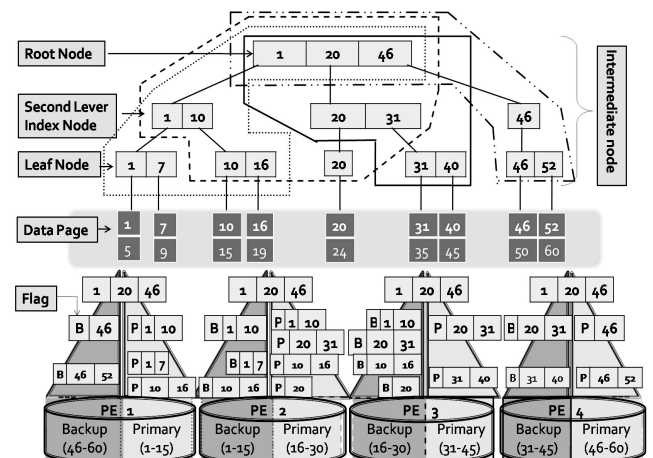 Root Node
1 20 46
Intermediate node
Second Lever
Index Node
1 10
20 31
46
Leaf Node
1 7
10 16
20
31 40
46 52
Data Page
1 7 10 16 20 31 40 46 52
5 9 15 19 24 35 45 50 60
Flag
1 20 46
1 20 46
1 20 46
1 20 46
B 46
P 1 10
B 46 52
P 1 7
P 10 16
B 1 10
P 1 10
P 20 31
B 1 7
P 10 16
B 10 16
P 20
B 1 10
B 20 31
P 20 31
B 10 16
P 31 40
B 20
B 20 31
P 46
B 31 40
P 46 52
PE 1
Backup Primary
(46-60) (1-15)
PE 2
Backup Primary
(1-15) (16-30)
PE 3
Backup Primary
(16-30) (31-45)
PE 4
Backup Primary
(31-45) (46-60)